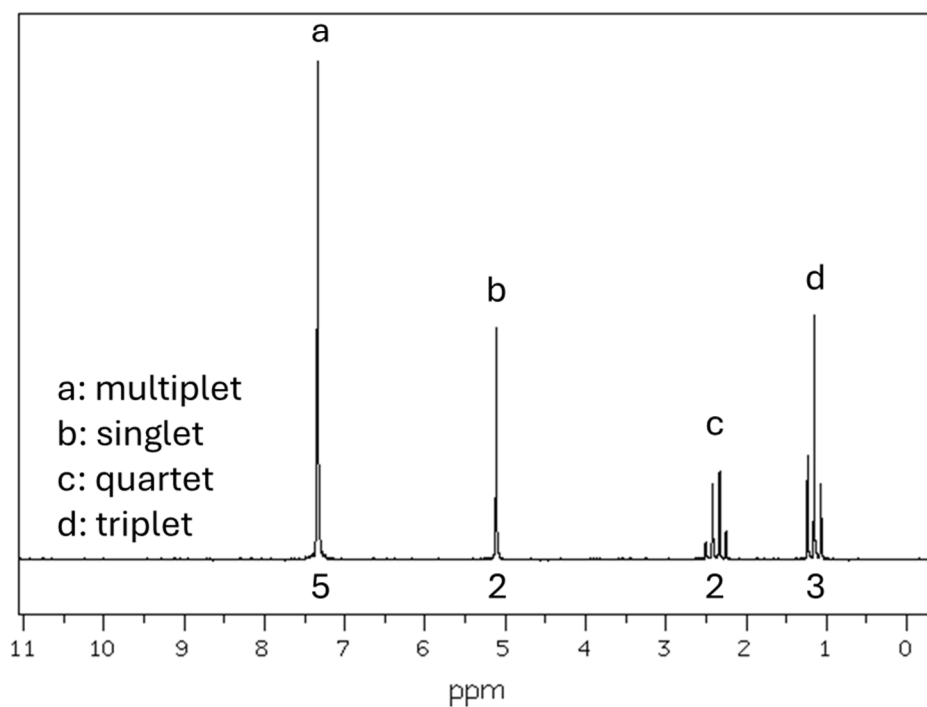 a
b
d
c
a: multiplet
b: singlet
c: quartet
d: triplet
5 2 2 3
11 10 9 8 7 6 5 4 3 2 1 0
ppm